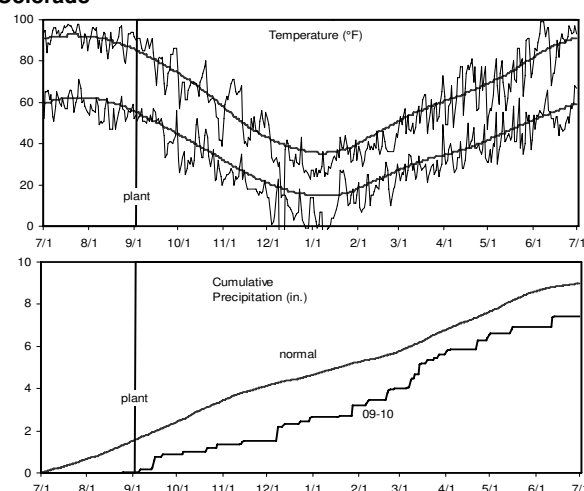 Temperature (°F)
100
80
60
40
20
0
plant
7/1 8/1 9/1 10/1 11/1 12/1 1/1 2/1 3/1 4/1 5/1 6/1 7/1
Cumulative
Precipitation (in.)
10
8
6
4
2
0
normal
plant
09-10
7/1 8/1 9/1 10/1 11/1 12/1 1/1 2/1 3/1 4/1 5/1 6/1